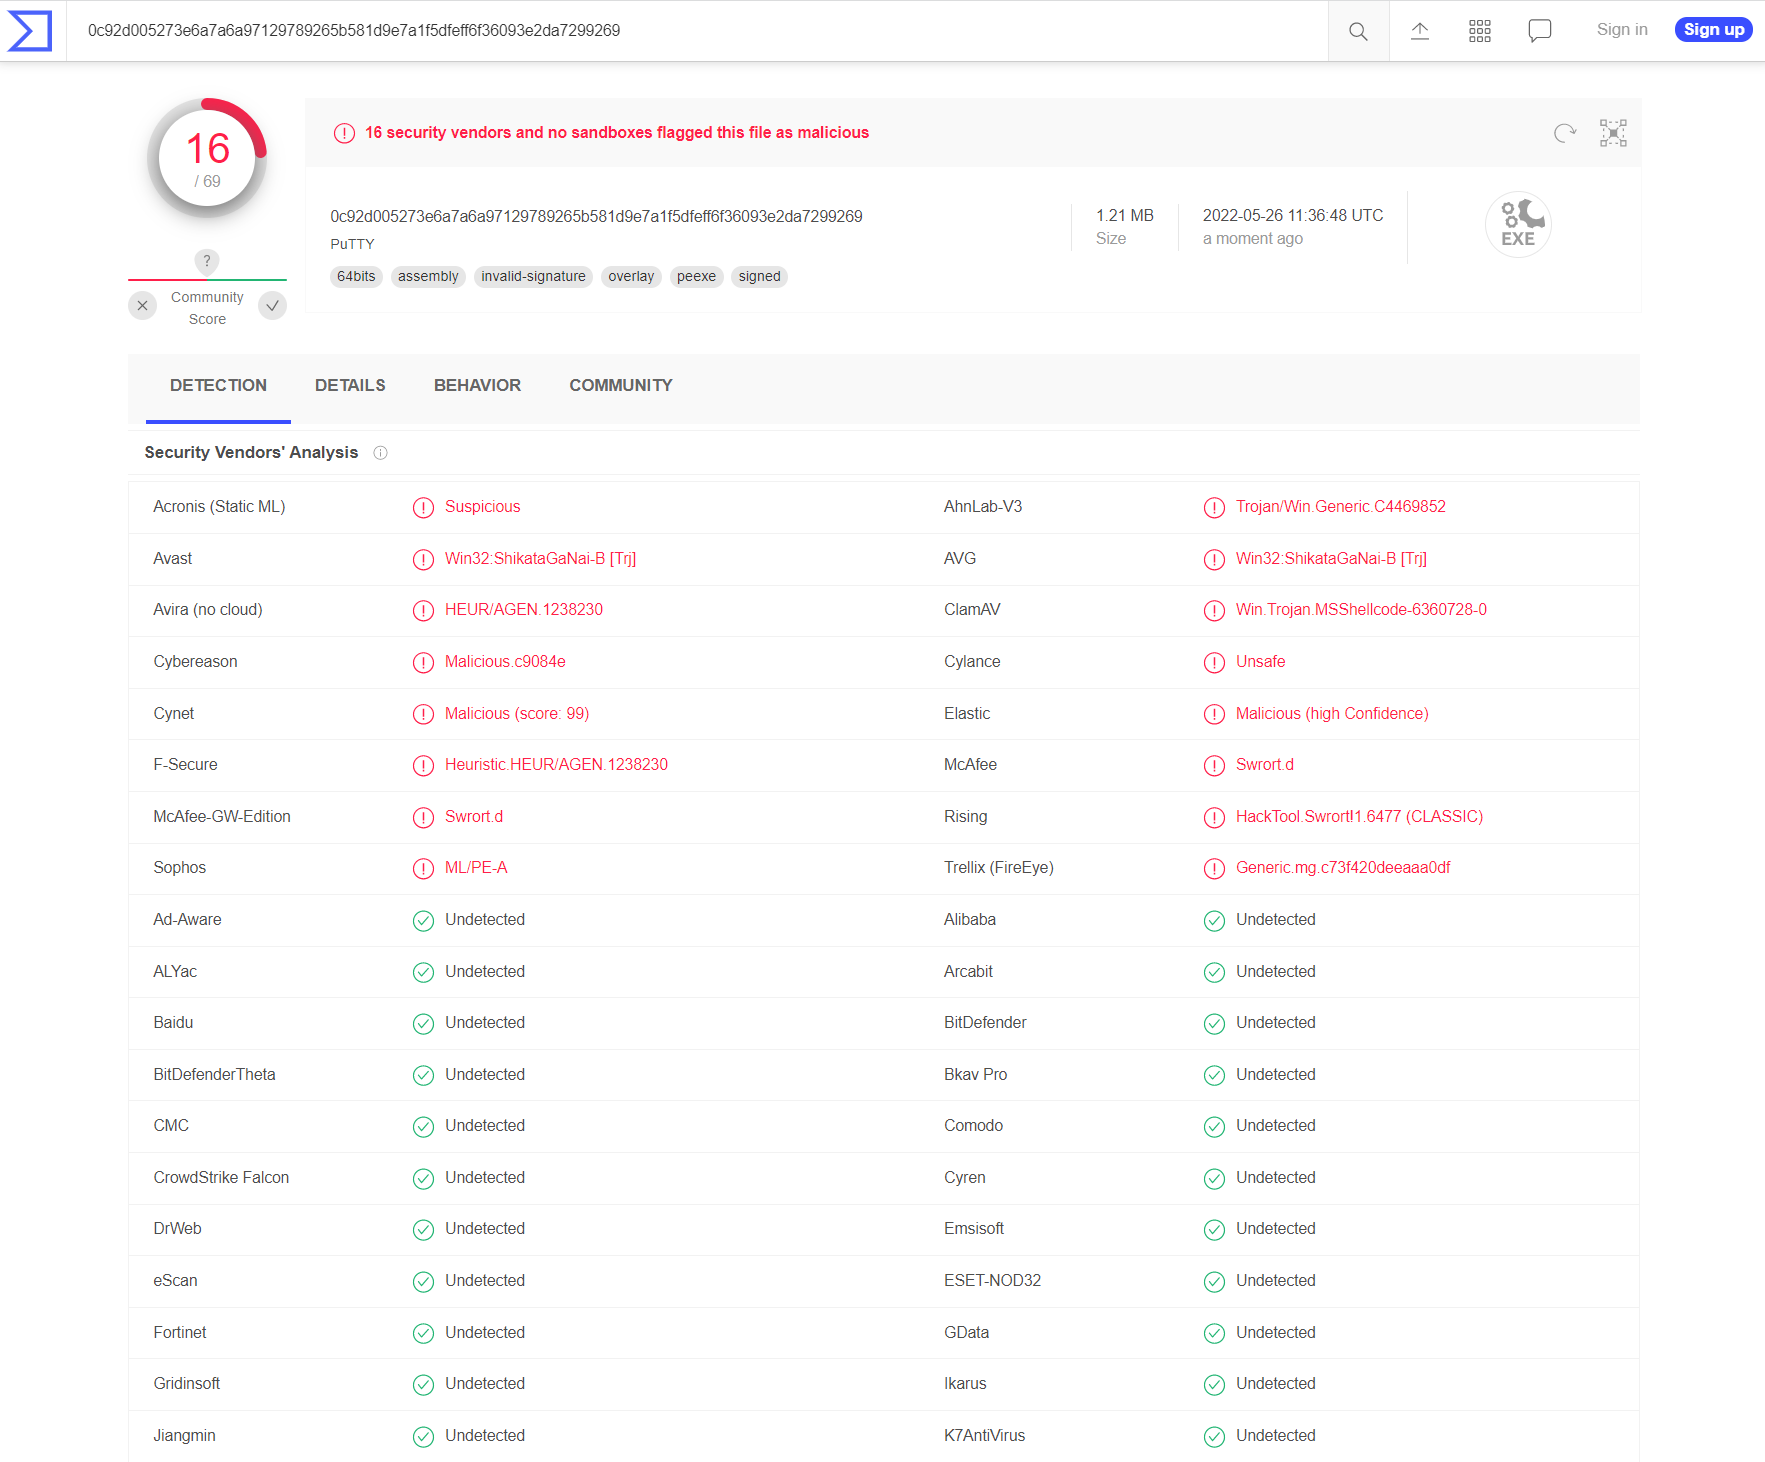 0c92d005273e6a7a6a97129789265b581d9e7a1f5dfeff6f36093e2da7299269
Sign in
Sign up
16
/ 69
16 security vendors and no sandboxes flagged this file as malicious
0c92d005273e6a7a6a97129789265b581d9e7a1f5dfeff6f36093e2da7299269
PuTTY
64bits assembly invalid-signature overlay peexe signed
1.21 MB
Size
2022-05-26 11:36:48 UTC
a moment ago
EXE
?
Community
Score
DETECTION DETAILS BEHAVIOR COMMUNITY
Security Vendors' Analysis
Acronis (Static ML) Suspicious AhnLab-V3 Trojan/Win.Generic.C4469852
Avast Win32:ShikataGaNai-B [Trj] AVG Win32:ShikataGaNai-B [Trj]
Avira (no cloud) HEUR/AGEN.1238230 ClamAV Win.Trojan.MSShellcode-6360728-0
Cybereason Malicious.c9084e Cylance Unsafe
Cynet Malicious (score: 99) Elastic Malicious (high Confidence)
F-Secure Heuristic.HEUR/AGEN.1238230 McAfee Swrort.d
McAfee-GW-Edition Swrort.d Rising HackTool.Swrort!1.6477 (CLASSIC)
Sophos ML/PE-A Trellix (FireEye) Generic.mg.c73f420deeaaa0df
Ad-Aware Undetected Alibaba Undetected
ALYac Undetected Arcabit Undetected
Baidu Undetected BitDefender Undetected
BitDefenderTheta Undetected Bkav Pro Undetected
CMC Undetected Comodo Undetected
CrowdStrike Falcon Undetected Cyren Undetected
DrWeb Undetected Emsisoft Undetected
eScan Undetected ESET-NOD32 Undetected
Fortinet Undetected GData Undetected
Gridinsoft Undetected Ikarus Undetected
Jiangmin Undetected K7AntiVirus Undetected